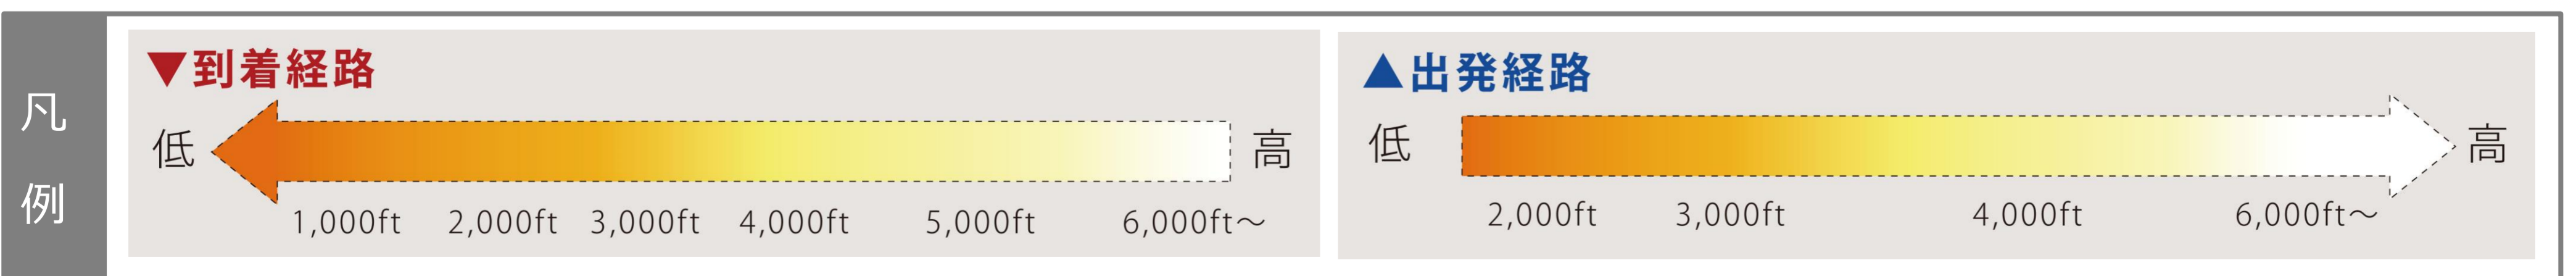 凡例
▼到着経路
低 高
1,000ft 2,000ft 3,000ft 4,000ft 5,000ft 6,000ft～
▲出発経路
低 高
2,000ft 3,000ft 4,000ft 6,000ft～